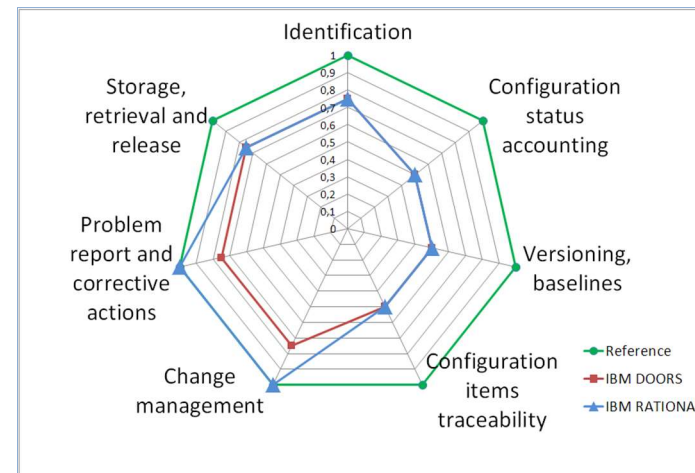 Identification
Storage,
retrieval and
release
Configuration
status
accounting
1
0,9
0,8
0,7
0,6
0,5
0,4
0,3
0,2
0,1
0
Problem
report and
corrective
actions
Versioning,
baselines
Change
management
Configuration
items
traceability
Reference
IBM DOORS
IBM RATIONA